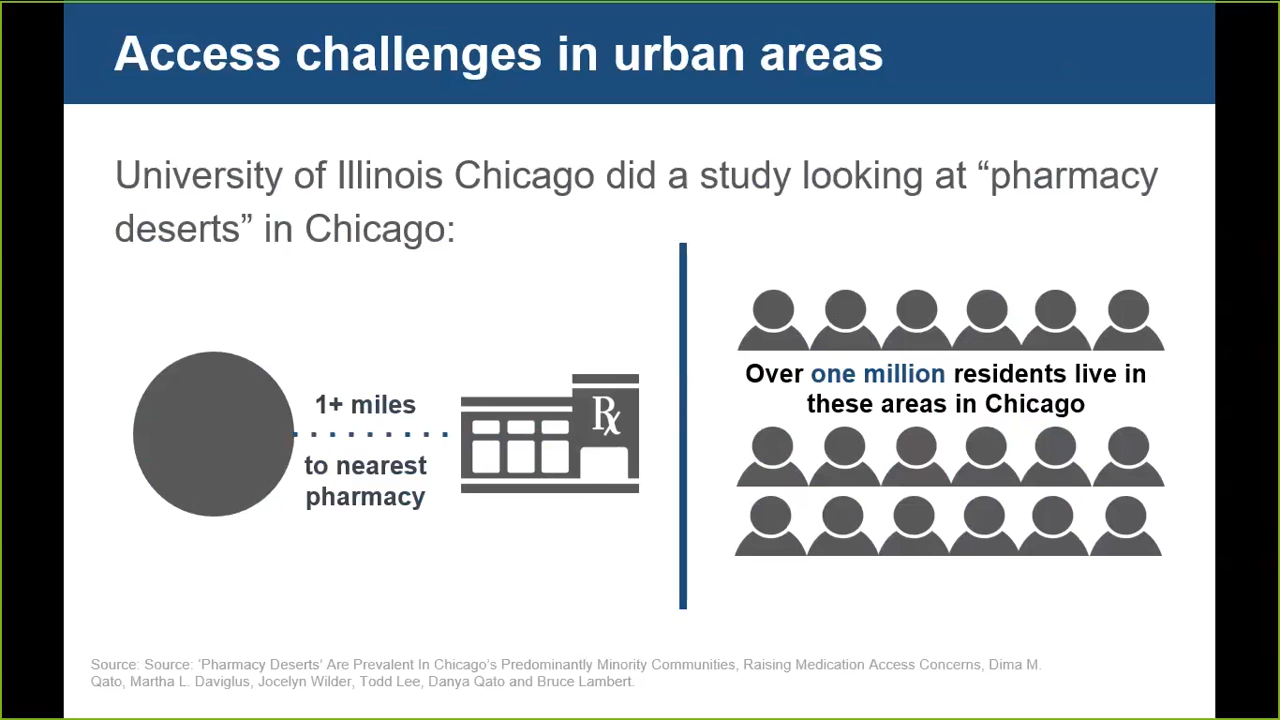 Access challenges in urban areas
University of Illinois Chicago did a study looking at “pharmacy
deserts” in Chicago:
1+ miles
to nearest
pharmacy
Rx
Over one million residents live in
these areas in Chicago
Source: Source: ‘Pharmacy Deserts’ Are Prevalent In Chicago’s Predominantly Minority Communities, Raising Medication Access Concerns, Dima M.
Qato, Martha L. Daviglus, Jocelyn Wilder, Todd Lee, Danya Qato and Bruce Lambert.